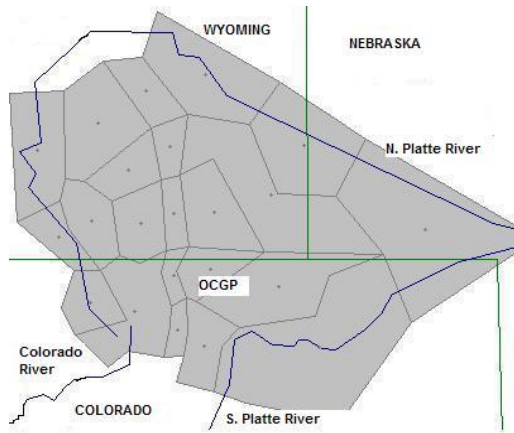 WYOMING
NEBRASKA
N. Platte River
OCGP
Colorado
River
COLORADO
S. Platte River